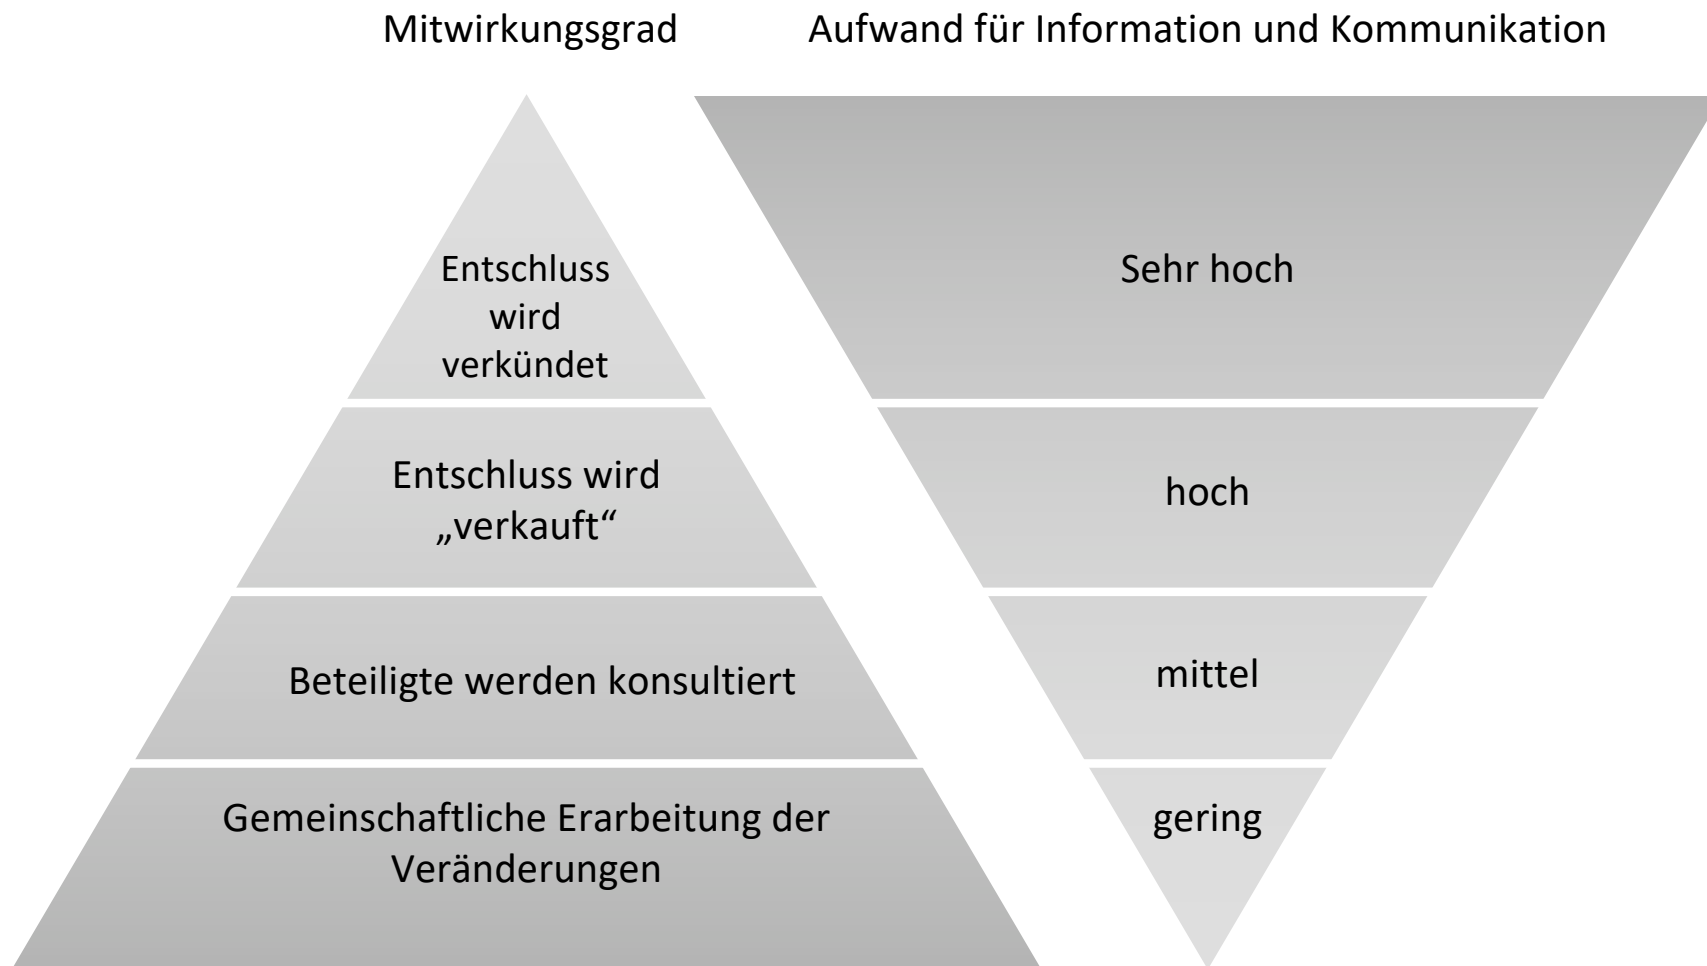 Mitwirkungsgrad
Aufwand für Information und Kommunikation
Entschluss
wird
verkündet
Sehr hoch
Entschluss wird
„verkauft“
hoch
Beteiligte werden konsultiert
mittel
Gemeinschaftliche Erarbeitung der
Veränderungen
gering